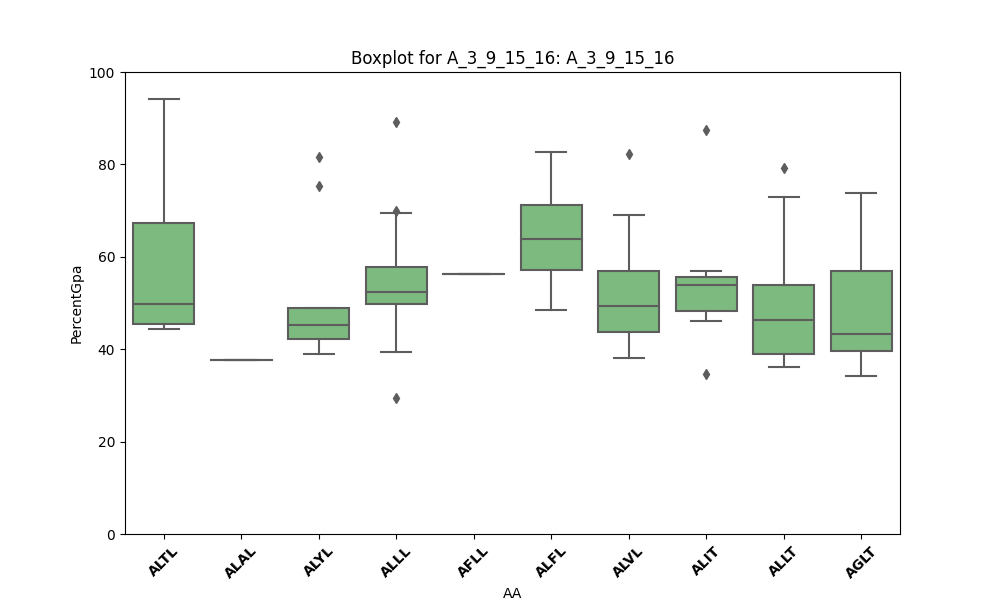 Boxplot for A_3_9_15_16: A_3_9_15_16
PercentGpa
100
80
60
40
20
0
ALTL
ALAL
ALYL
ALLL
AFLL
ALFL
ALVL
ALIT
ALLT
AGLT
AA